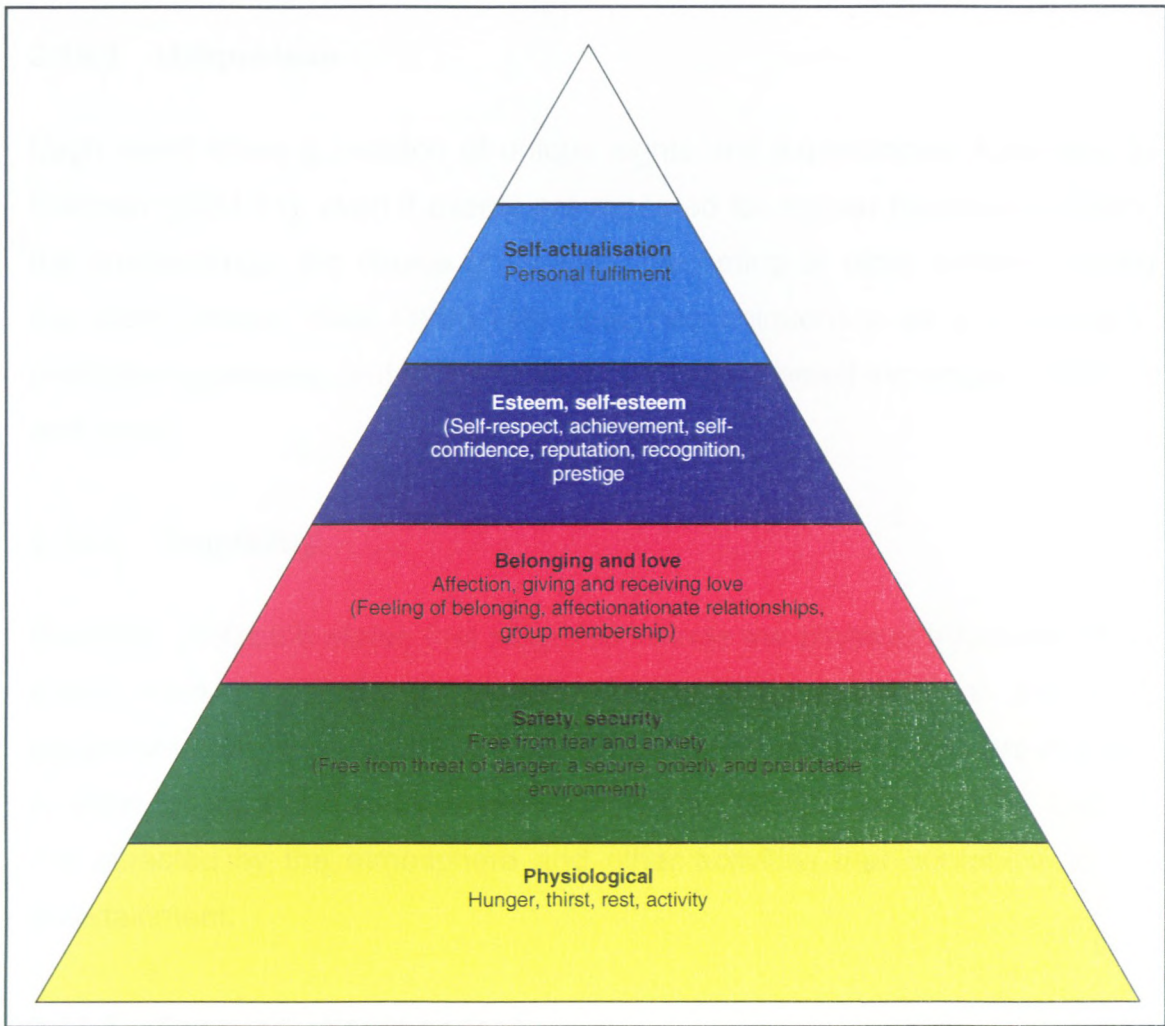 Self-actualisation
Personal fulfilment
Esteem, self-esteem
(Self-respect, achievement, self-
confidence, reputation, recognition,
prestige
Belonging and love
Affection, giving and receiving love
(Feeling of belonging, affectionationate relationships,
group membership)
Safety, security
Free from fear and anxiety
(Free from threat of danger, a secure, orderly and predictable
environment)
Physiological
Hunger, thirst, rest, activity